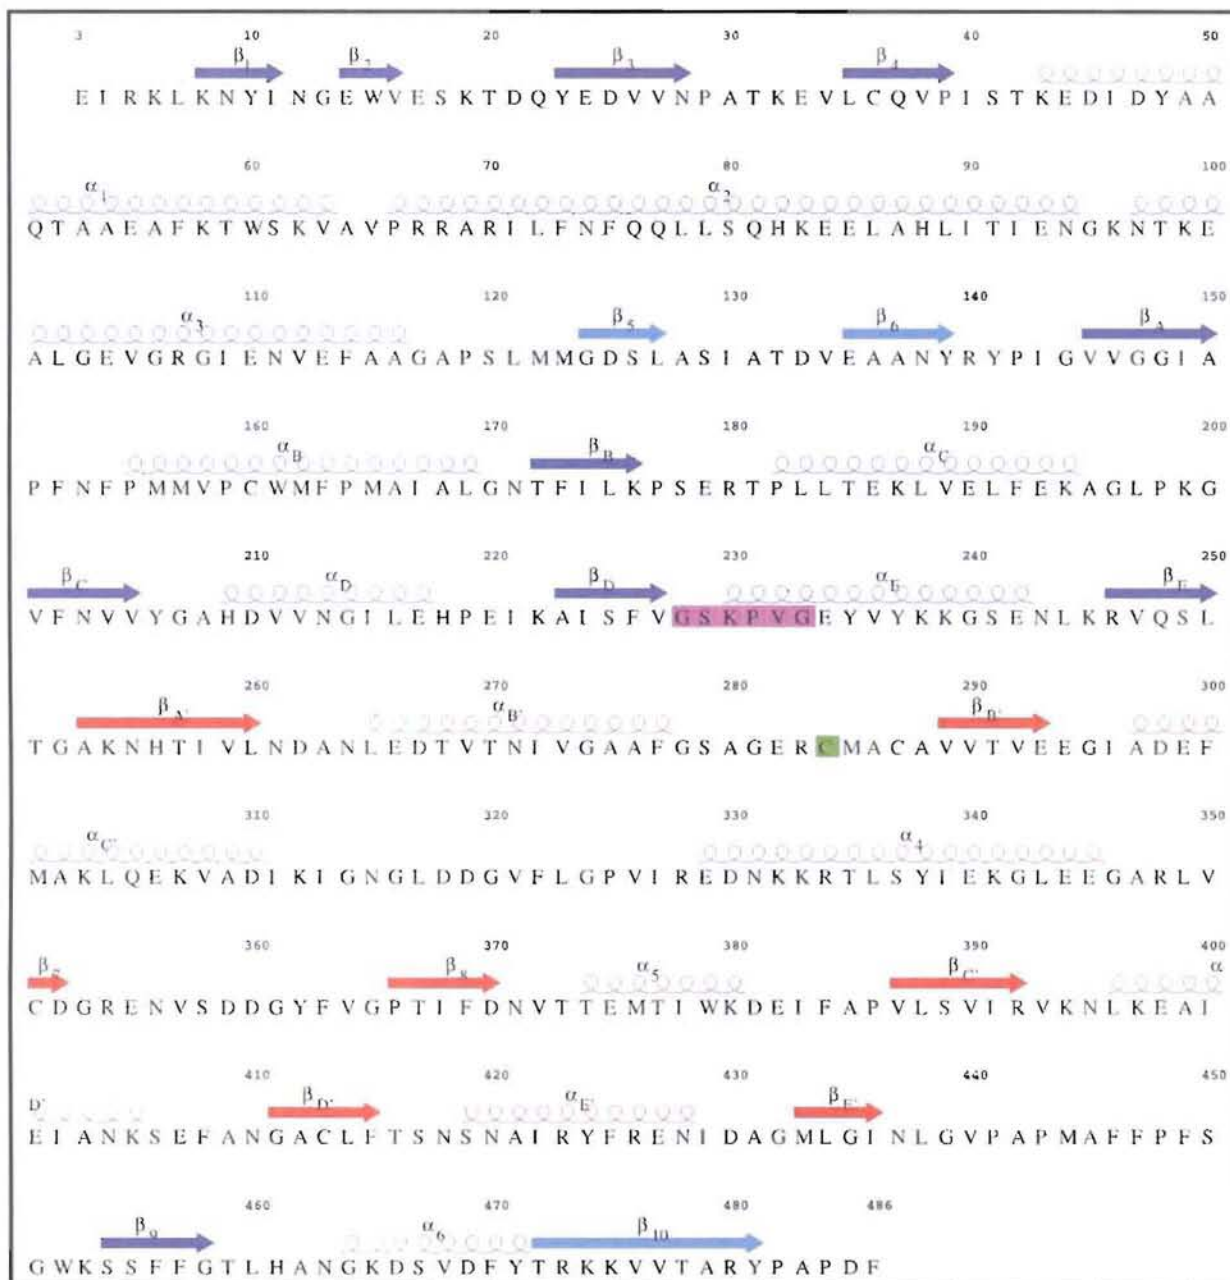 3 10 20 30 40 50
β1 β2 β3 β4
E I R K L K N Y I N G E W V E S K T D Q Y E D V V N P A T K E V L C Q V P I S T K E D I D Y A A
60 70 80 90 100
α1 α2
Q T A A E A F K T W S K V A V P R R A R I L F N F Q Q L L S Q H K E E L A H L I T I E N G K N T K E
110 120 130 140 150
α3 β5 β6 βA
A L G E V G R G I E N V E F A A G A P S L M M G D S L A S I A T D V E A A N Y R Y P I G V V G G I A
160 170 180 190 200
αB βB αC
P F N F P M M V P C W M F P M A I A L G N T F I L K P S E R T P L L T E K L V E L F E K A G L P K G
210 220 230 240 250
βC αD βD αE βE
V F N V V Y G A H D V V N G I L E H P E I K A I S F V G S K P V G E Y V Y K K G S E N L K R V Q S L
260 270 280 290 300
βA' αB' βB'
T G A K N H T I V L N D A N L E D T V T N I V G A A F G S A G E R C M A C A V V T V E E G I A D E F
310 320 330 340 350
αC' α4
M A K L Q E K V A D I K I G N G L D D G V F L G P V I R E D N K K R T L S Y I E K G L E E G A R L V
360 370 380 390 400
β7 β8 α5 βC' α
C D G R E N V S D D G Y F V G P T I F D N V T T E M T I W K D E I F A P V L S V I R V K N L K E A I
410 420 430 440 450
D' βD' αE' βE'
E I A N K S E F A N G A C L F T S N S N A I R Y F R E N I D A G M L G I N L G V P A P M A F F P F S
460 470 480 486
β9 α6 β10
G W K S S F F G T L H A N G K D S V D F Y T R K K V V T A R Y P A P D F